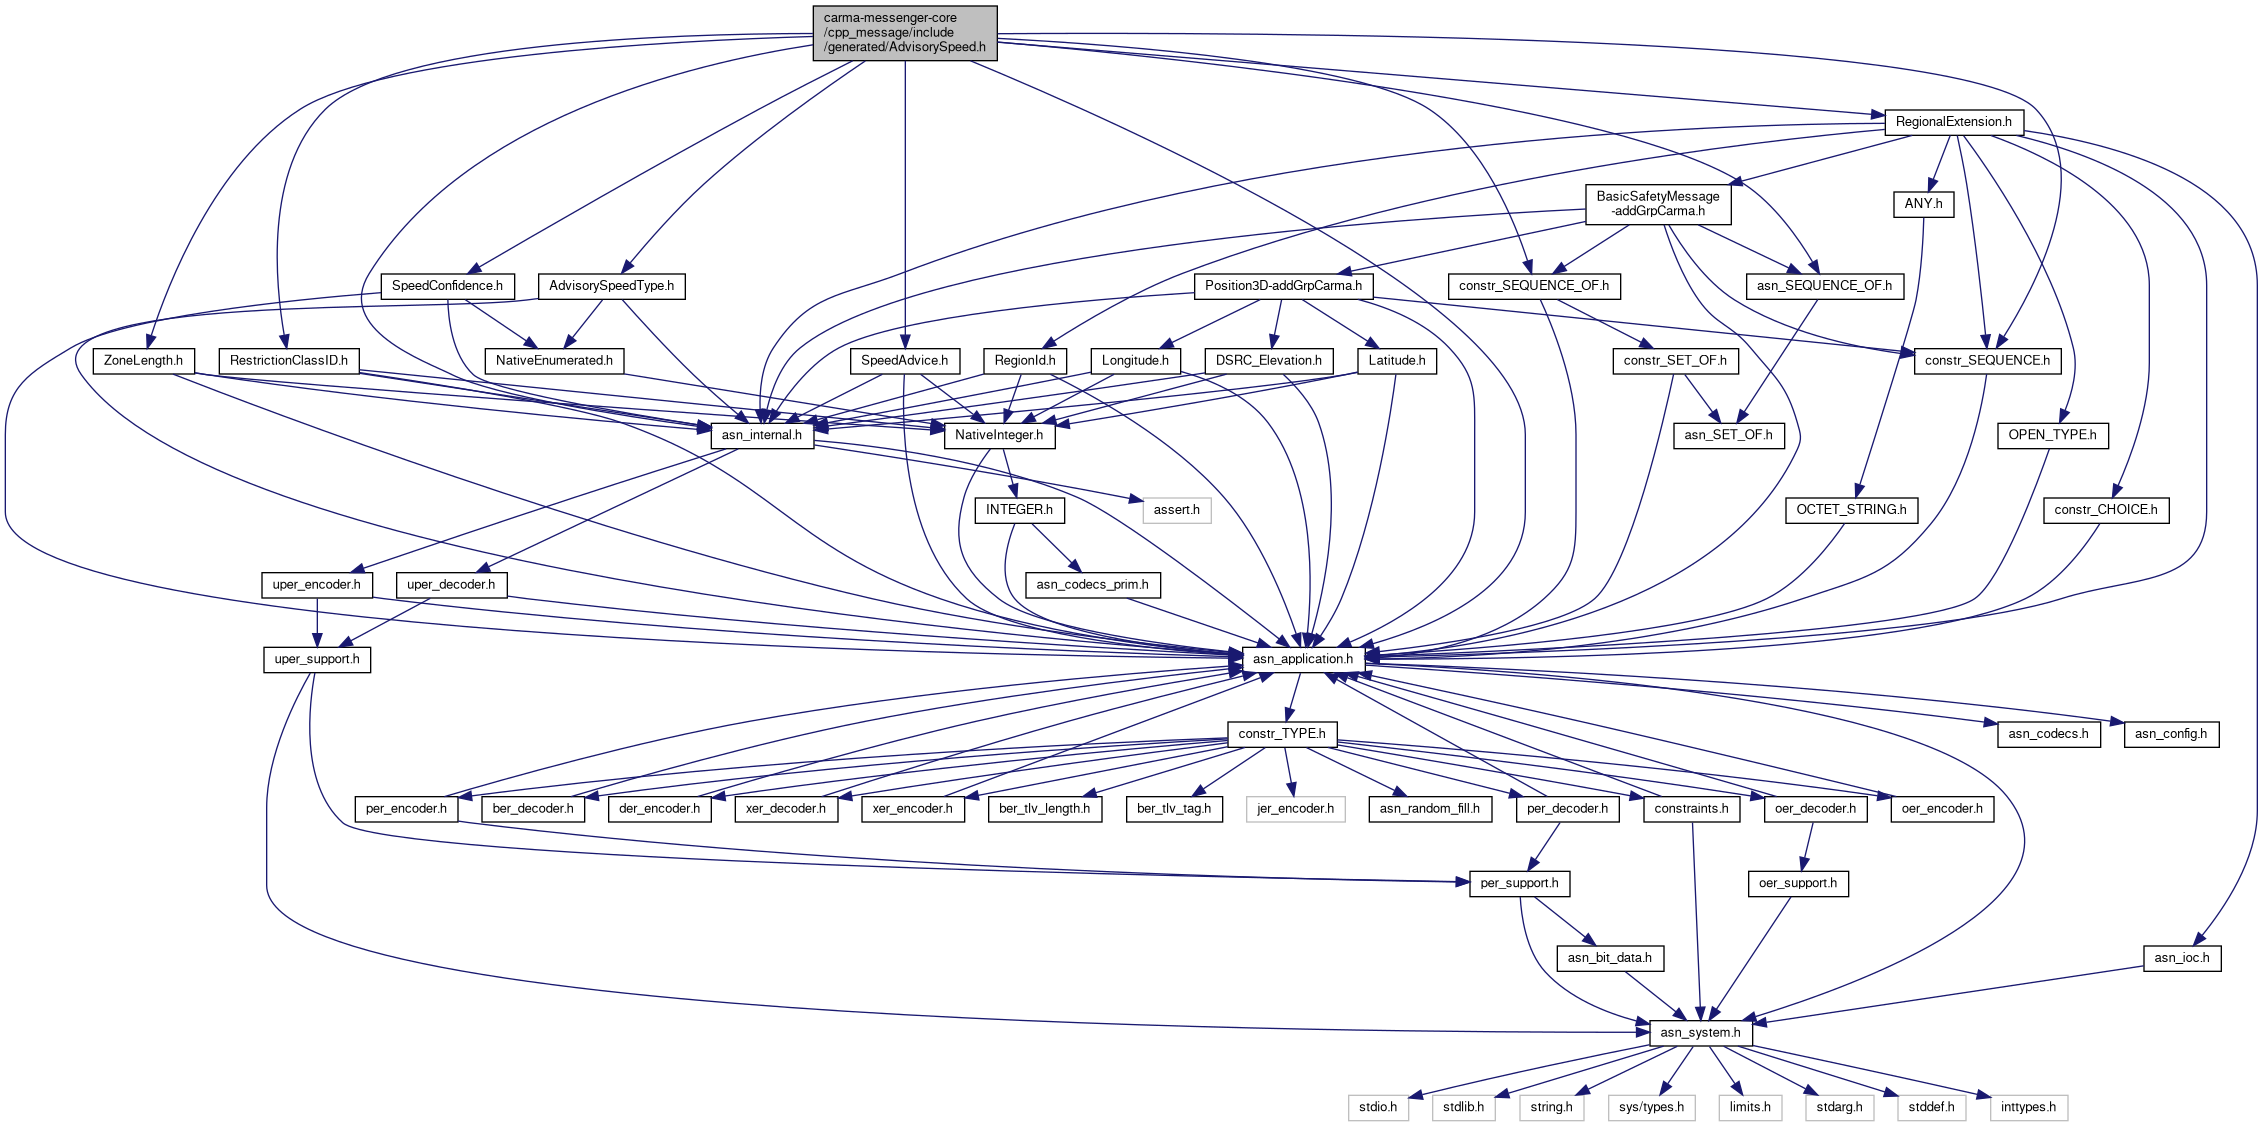 carma-messenger-core
/cpp_message/include
/generated/AdvisorySpeed.h
RegionalExtension.h
BasicSafetyMessage
-addGrpCarma.h
ANY.h
SpeedConfidence.h
AdvisorySpeedType.h
Position3D-addGrpCarma.h
constr_SEQUENCE_OF.h
asn_SEQUENCE_OF.h
ZoneLength.h
RestrictionClassID.h
NativeEnumerated.h
SpeedAdvice.h
RegionId.h
Longitude.h
DSRC_Elevation.h
Latitude.h
constr_SET_OF.h
constr_SEQUENCE.h
asn_internal.h
NativeInteger.h
asn_SET_OF.h
OPEN_TYPE.h
INTEGER.h
assert.h
OCTET_STRING.h
constr_CHOICE.h
uper_encoder.h
uper_decoder.h
asn_codecs_prim.h
uper_support.h
asn_application.h
constr_TYPE.h
asn_codecs.h
asn_config.h
per_encoder.h
ber_decoder.h
der_encoder.h
xer_decoder.h
xer_encoder.h
ber_tlv_length.h
ber_tlv_tag.h
jer_encoder.h
asn_random_fill.h
per_decoder.h
constraints.h
oer_decoder.h
oer_encoder.h
per_support.h
oer_support.h
asn_bit_data.h
asn_ioc.h
asn_system.h
stdio.h
stdlib.h
string.h
sys/types.h
limits.h
stdarg.h
stddef.h
inttypes.h